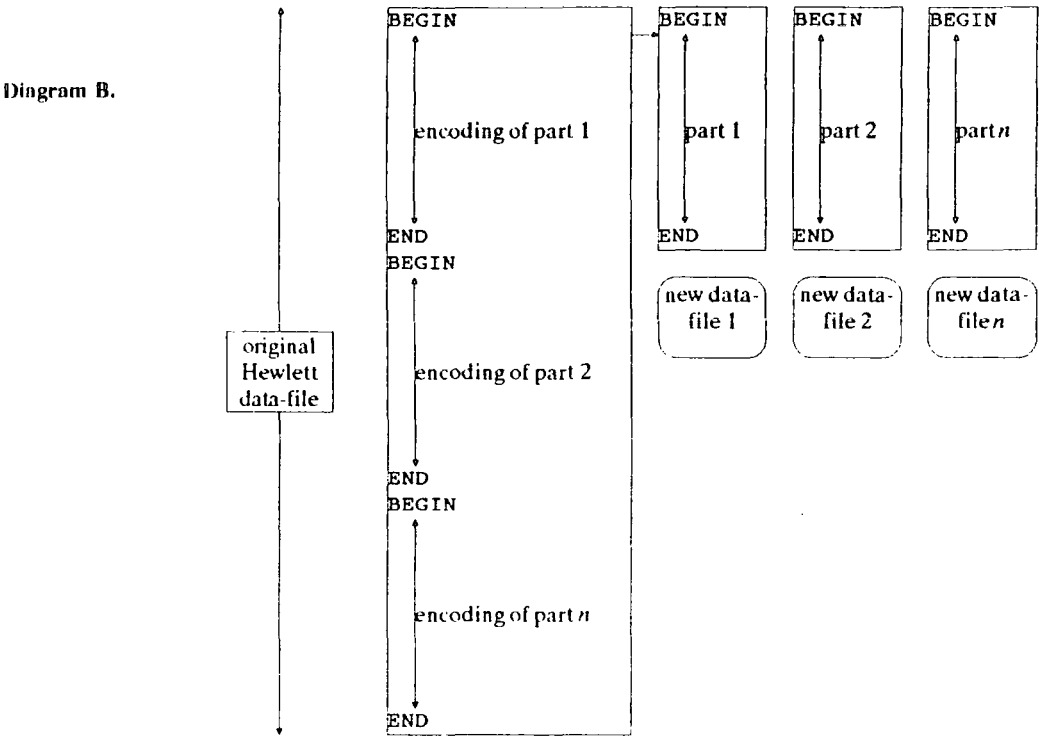 Diagram B.
original
Hewlett
data-file
BEGIN
encoding of part 1
END
BEGIN
encoding of part 2
END
BEGIN
encoding of part n
END
BEGIN
part 1
END
new data-
file 1
BEGIN
part 2
END
new data-
file 2
BEGIN
part n
END
new data-
file n